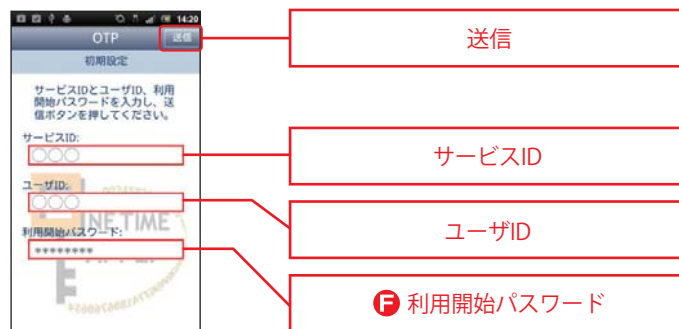 14:20
OTP
送信
送信
初期設定
サービスIDとユーザID、利用
開始パスワードを入力し、送
信ボタンを押してください。
サービスID:
○○○
サービスID
ユーザID:
○○○
ユーザID
利用開始パスワード:
********
F 利用開始パスワード